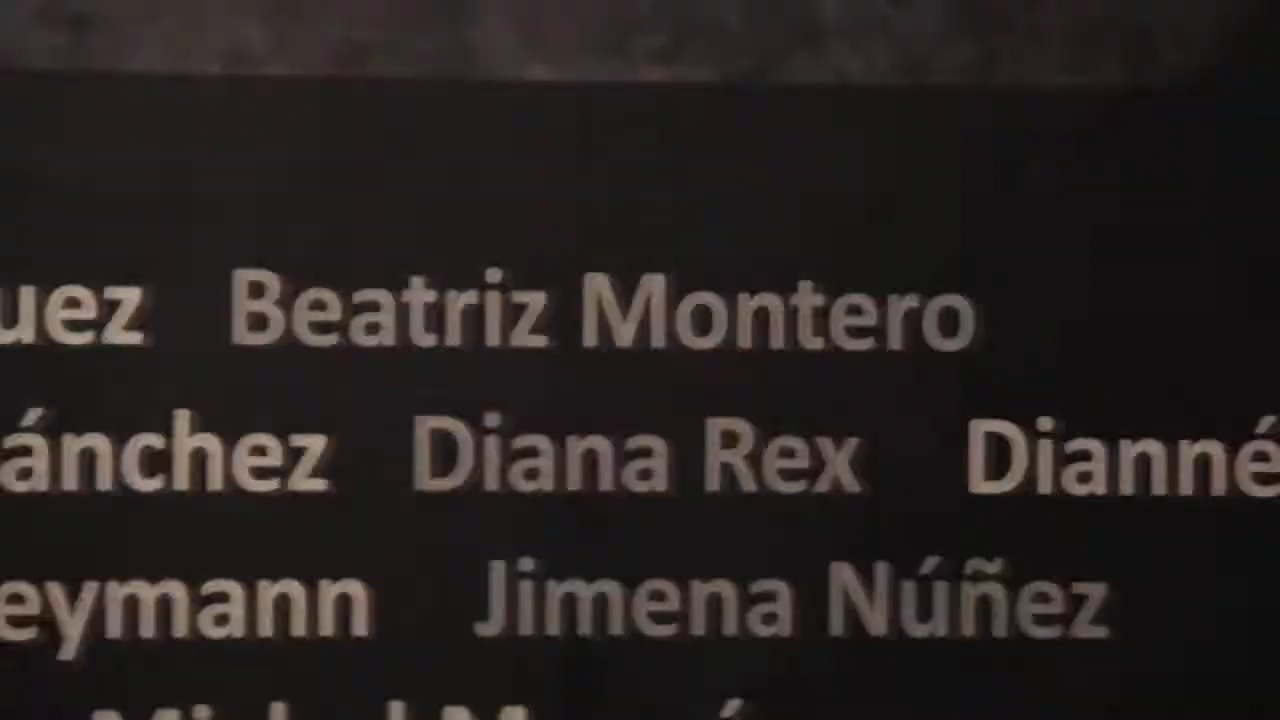 uez Beatriz Montero
ánchez Diana Rex Dianné
eymann Jimena Núñez